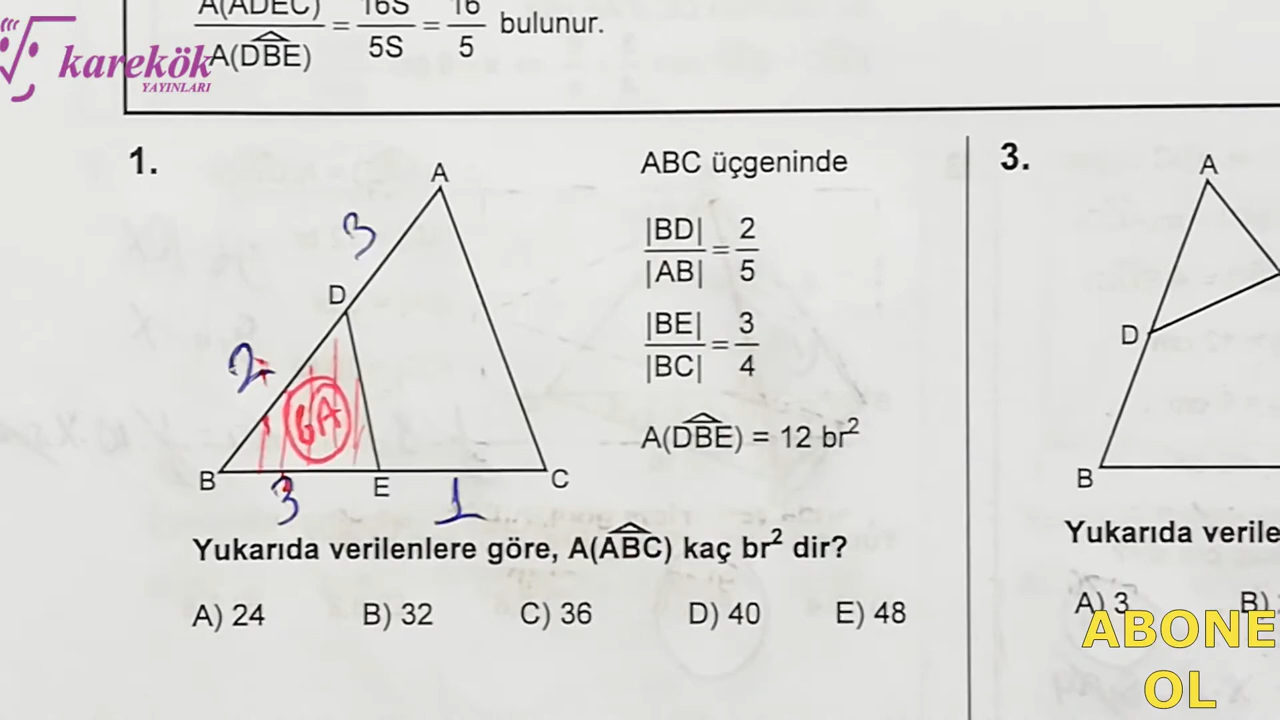 A(ADEC) / A(DBE) = 16S / 5S = 16 / 5 bulunur.
karekök
YAYINLARI
1.
ABC üçgeninde
|BD| / |AB| = 2 / 5
|BE| / |BC| = 3 / 4
A(DBE) = 12 br²
A
3
D
2
6A
B
3
E
1
C
Yukarıda verilenlere göre, A(ABC) kaç br² dir?
A) 24 B) 32 C) 36 D) 40 E) 48
3.
A
D
B
Yukarıda verile
A) 3 B)
ABONE
OL